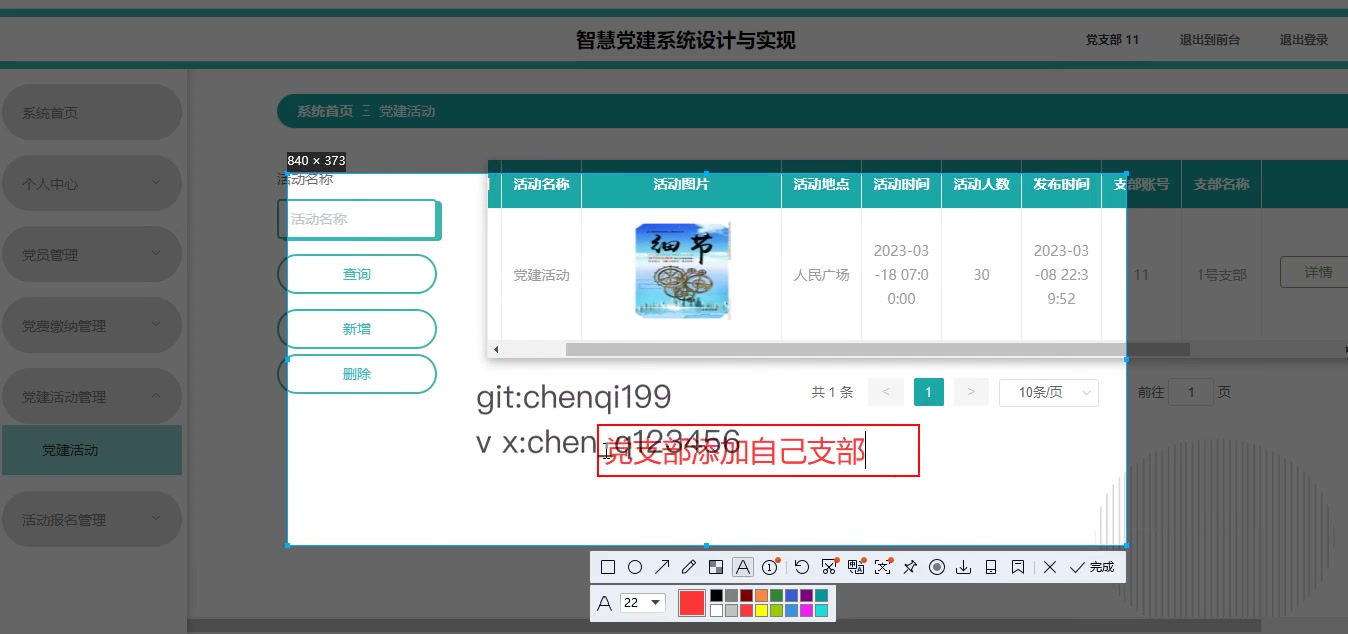 智慧党建系统设计与实现
党支部 11
退出到前台
退出登录
系统首页
个人中心
党员管理
党费缴纳管理
党建活动管理
党建活动
活动报名管理
系统首页 Ξ 党建活动
840 × 373
活动名称
活动名称
查询
新增
删除
活动名称 活动图片 活动地点 活动时间 活动人数 发布时间 支部账号 支部名称
党建活动 细节 人民广场 2023-03-18 07:00:00 30 2023-03-08 22:39:52 11 1号支部 详情
共 1 条 < 1 > 10条/页 前往 1 页
git:chenqi199
v x:chen_q123456
党支部添加自己支部
完成
A 22